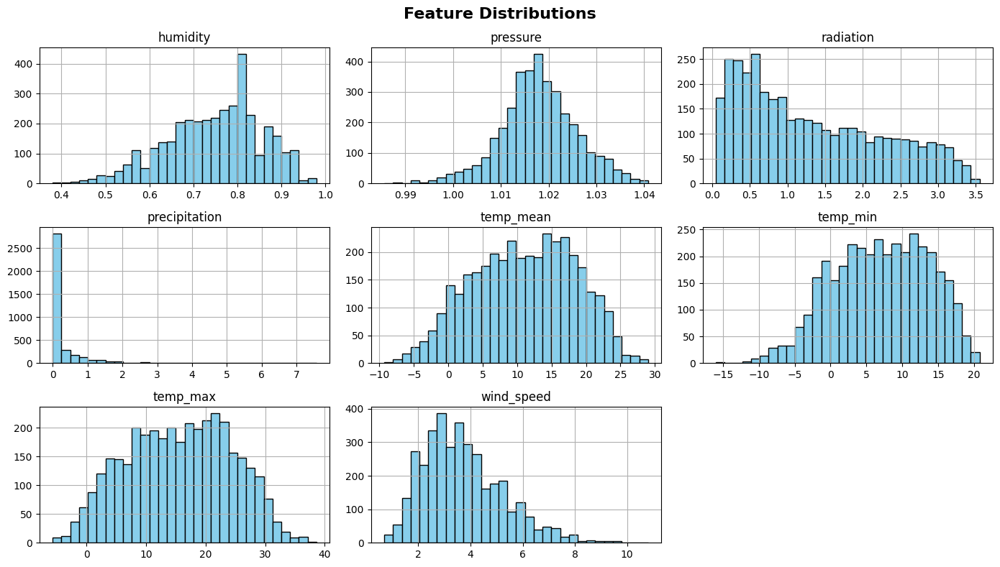 Feature Distributions
humidity
400
300
200
100
0
0.4 0.5 0.6 0.7 0.8 0.9 1.0
pressure
400
300
200
100
0
0.99 1.00 1.01 1.02 1.03 1.04
radiation
250
200
150
100
50
0
0.0 0.5 1.0 1.5 2.0 2.5 3.0 3.5
precipitation
2500
2000
1500
1000
500
0
0 1 2 3 4 5 6 7
temp_mean
200
150
100
50
0
−10 −5 0 5 10 15 20 25 30
temp_min
250
200
150
100
50
0
−15 −10 −5 0 5 10 15 20
temp_max
200
150
100
50
0
0 10 20 30 40
wind_speed
400
300
200
100
0
2 4 6 8 10